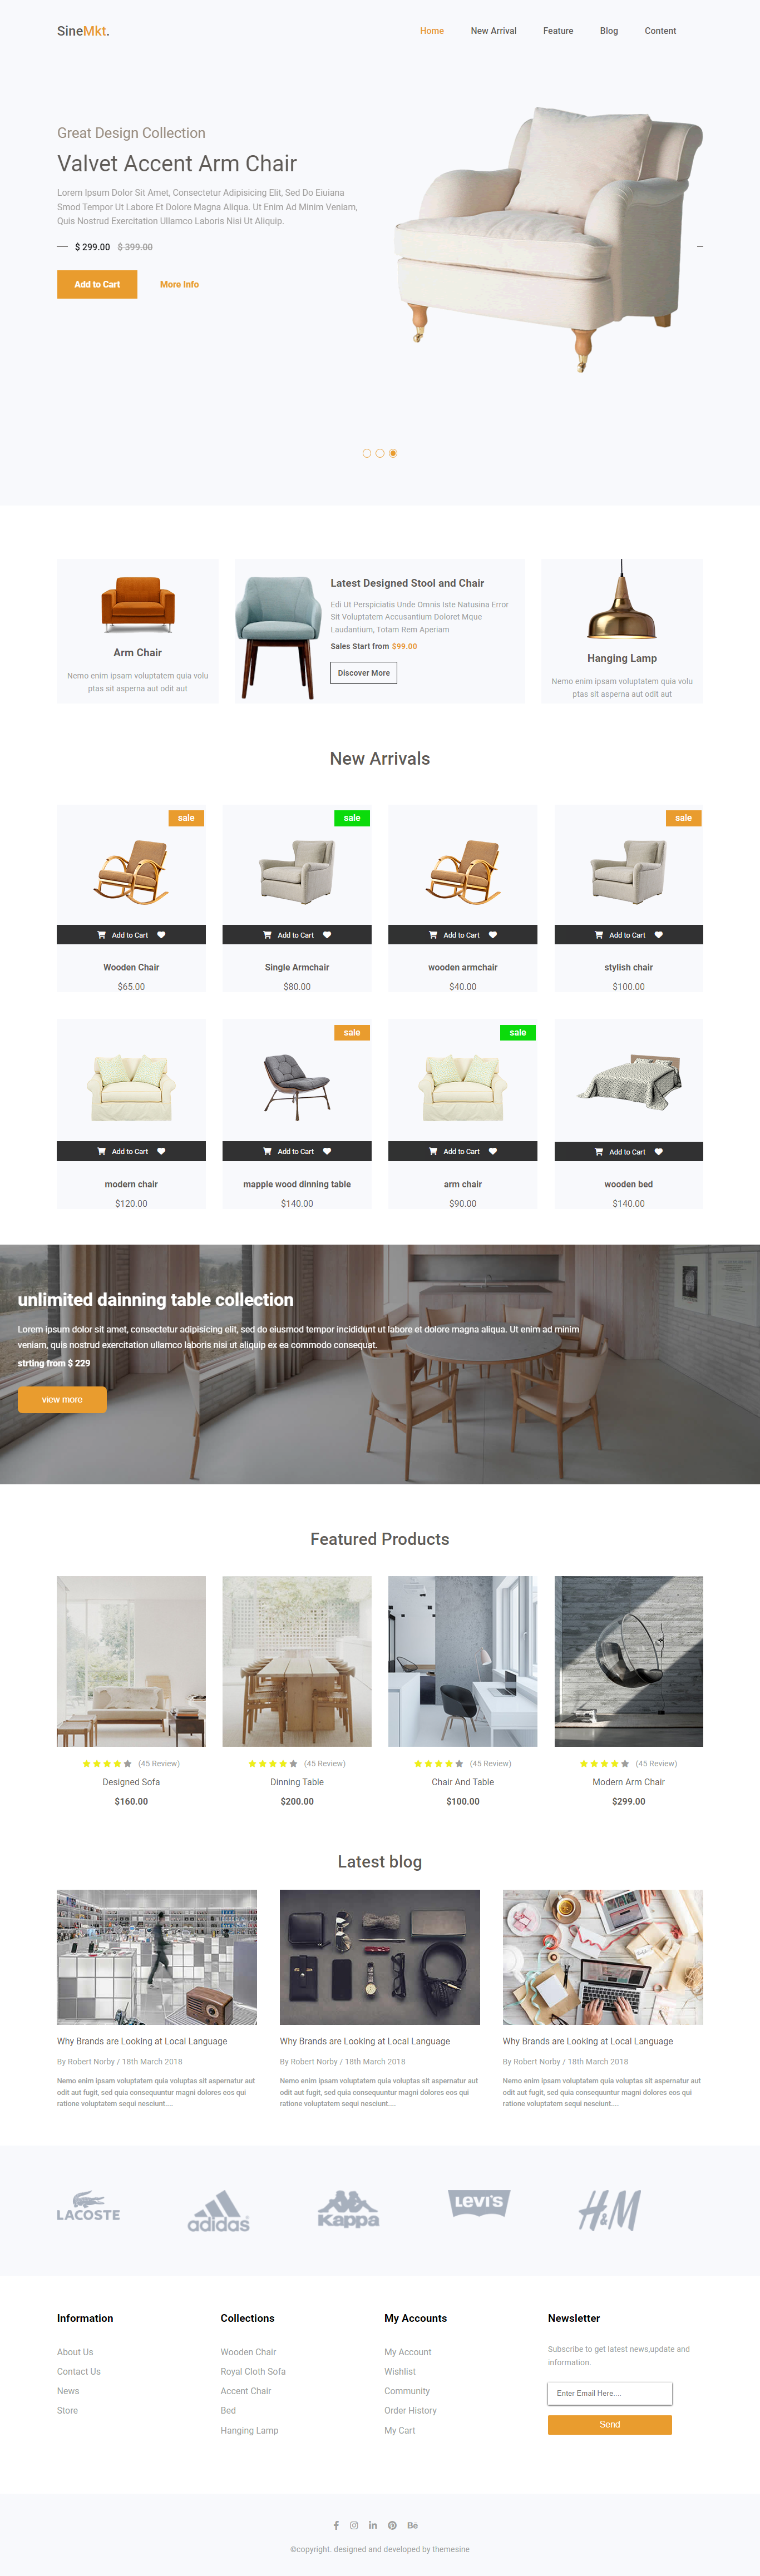 SineMkt.
Home New Arrival Feature Blog Content
Great Design Collection
Valvet Accent Arm Chair
Lorem Ipsum Dolor Sit Amet, Consectetur Adipisicing Elit, Sed Do Eiuiana
Smod Tempor Ut Labore Et Dolore Magna Aliqua. Ut Enim Ad Minim Veniam,
Quis Nostrud Exercitation Ullamco Laboris Nisi Ut Aliquip.
$ 299.00 $ 399.00
Add to Cart More Info
Arm Chair
Nemo enim ipsam voluptatem quia volu
ptas sit asperna aut odit aut
Latest Designed Stool and Chair
Edi Ut Perspiciatis Unde Omnis Iste Natusina Error
Sit Voluptatem Accusantium Doloret Mque
Laudantium, Totam Rem Aperiam
Sales Start from $99.00
Discover More
Hanging Lamp
Nemo enim ipsam voluptatem quia volu
ptas sit asperna aut odit aut
New Arrivals
sale sale sale
Add to Cart Add to Cart Add to Cart Add to Cart
Wooden Chair Single Armchair wooden armchair stylish chair
$65.00 $80.00 $40.00 $100.00
sale sale
Add to Cart Add to Cart Add to Cart Add to Cart
modern chair mapple wood dinning table arm chair wooden bed
$120.00 $140.00 $90.00 $140.00
unlimited dainning table collection
Lorem ipsum dolor sit amet, consectetur adipisicing elit, sed do eiusmod tempor incididunt ut labore et dolore magna aliqua. Ut enim ad minim
veniam, quis nostrud exercitation ullamco laboris nisi ut aliquip ex ea commodo consequat.
strting from $ 229
view more
Featured Products
(45 Review) (45 Review) (45 Review) (45 Review)
Designed Sofa Dinning Table Chair And Table Modern Arm Chair
$160.00 $200.00 $100.00 $299.00
Latest blog
Why Brands are Looking at Local Language
By Robert Norby / 18th March 2018
Nemo enim ipsam voluptatem quia voluptas sit aspernatur aut
odit aut fugit, sed quia consequuntur magni dolores eos qui
ratione voluptatem sequi nesciunt....
Why Brands are Looking at Local Language
By Robert Norby / 18th March 2018
Nemo enim ipsam voluptatem quia voluptas sit aspernatur aut
odit aut fugit, sed quia consequuntur magni dolores eos qui
ratione voluptatem sequi nesciunt....
Why Brands are Looking at Local Language
By Robert Norby / 18th March 2018
Nemo enim ipsam voluptatem quia voluptas sit aspernatur aut
odit aut fugit, sed quia consequuntur magni dolores eos qui
ratione voluptatem sequi nesciunt....
LACOSTE adidas Kappa LEVI'S H&M
Information
About Us
Contact Us
News
Store
Collections
Wooden Chair
Royal Cloth Sofa
Accent Chair
Bed
Hanging Lamp
My Accounts
My Account
Wishlist
Community
Order History
My Cart
Newsletter
Subscribe to get latest news,update and
information.
Enter Email Here....
Send
©copyright. designed and developed by themesine